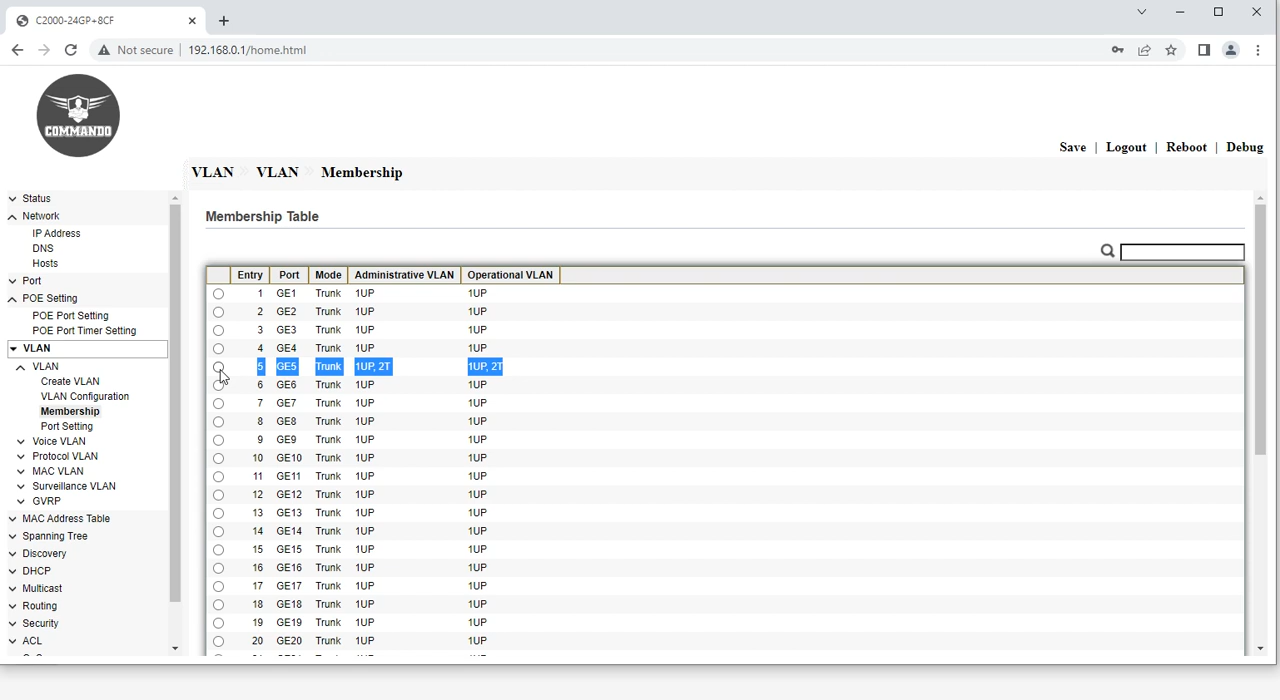 C2000-24GP+8CF
Not secure | 192.168.0.1/home.html
COMMANDO
Save | Logout | Reboot | Debug
VLAN » VLAN » Membership
Status
Network
IP Address
DNS
Hosts
Port
POE Setting
POE Port Setting
POE Port Timer Setting
VLAN
VLAN
Create VLAN
VLAN Configuration
Membership
Port Setting
Voice VLAN
Protocol VLAN
MAC VLAN
Surveillance VLAN
GVRP
MAC Address Table
Spanning Tree
Discovery
DHCP
Multicast
Routing
Security
ACL
Membership Table
Entry Port Mode Administrative VLAN Operational VLAN
1 GE1 Trunk 1UP 1UP
2 GE2 Trunk 1UP 1UP
3 GE3 Trunk 1UP 1UP
4 GE4 Trunk 1UP 1UP
5 GE5 Trunk 1UP, 2T 1UP, 2T
6 GE6 Trunk 1UP 1UP
7 GE7 Trunk 1UP 1UP
8 GE8 Trunk 1UP 1UP
9 GE9 Trunk 1UP 1UP
10 GE10 Trunk 1UP 1UP
11 GE11 Trunk 1UP 1UP
12 GE12 Trunk 1UP 1UP
13 GE13 Trunk 1UP 1UP
14 GE14 Trunk 1UP 1UP
15 GE15 Trunk 1UP 1UP
16 GE16 Trunk 1UP 1UP
17 GE17 Trunk 1UP 1UP
18 GE18 Trunk 1UP 1UP
19 GE19 Trunk 1UP 1UP
20 GE20 Trunk 1UP 1UP